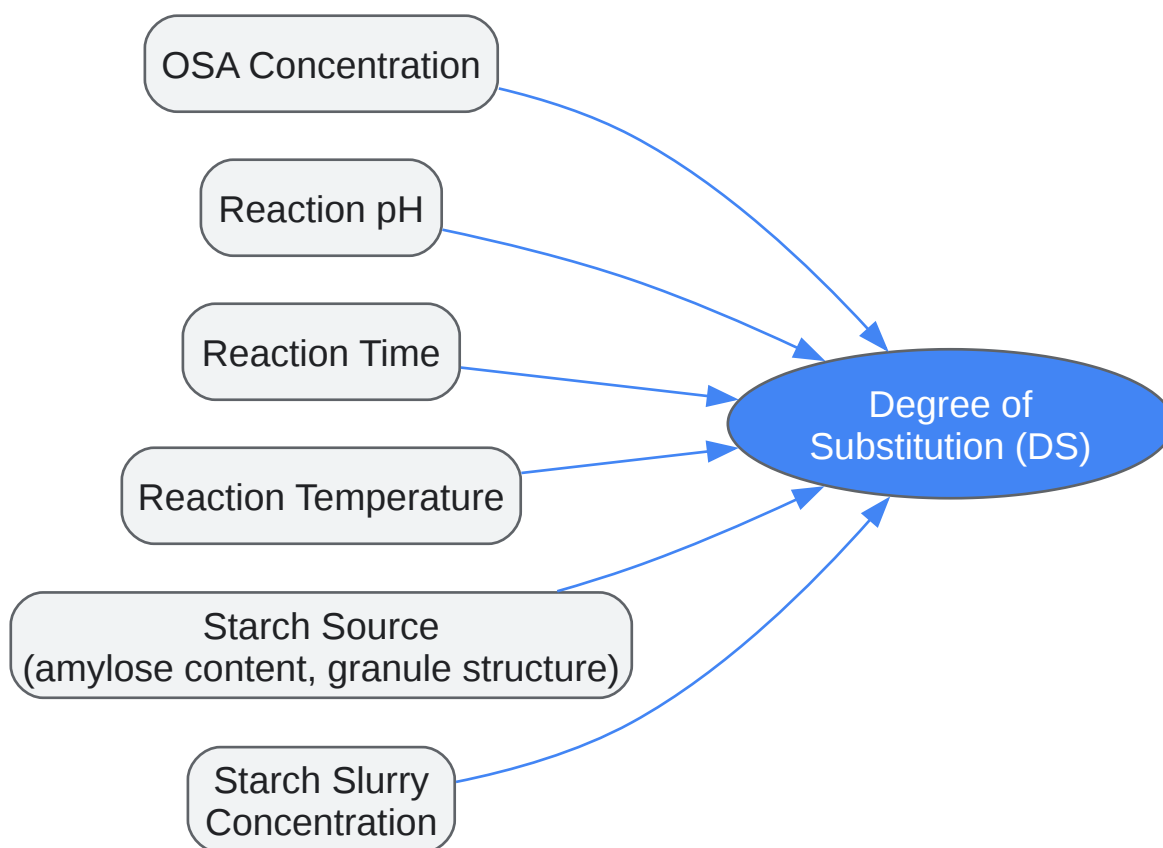 OSA Concentration
Reaction pH
Reaction Time
Reaction Temperature
Starch Source
(amylose content, granule structure)
Starch Slurry
Concentration
Degree of
Substitution (DS)